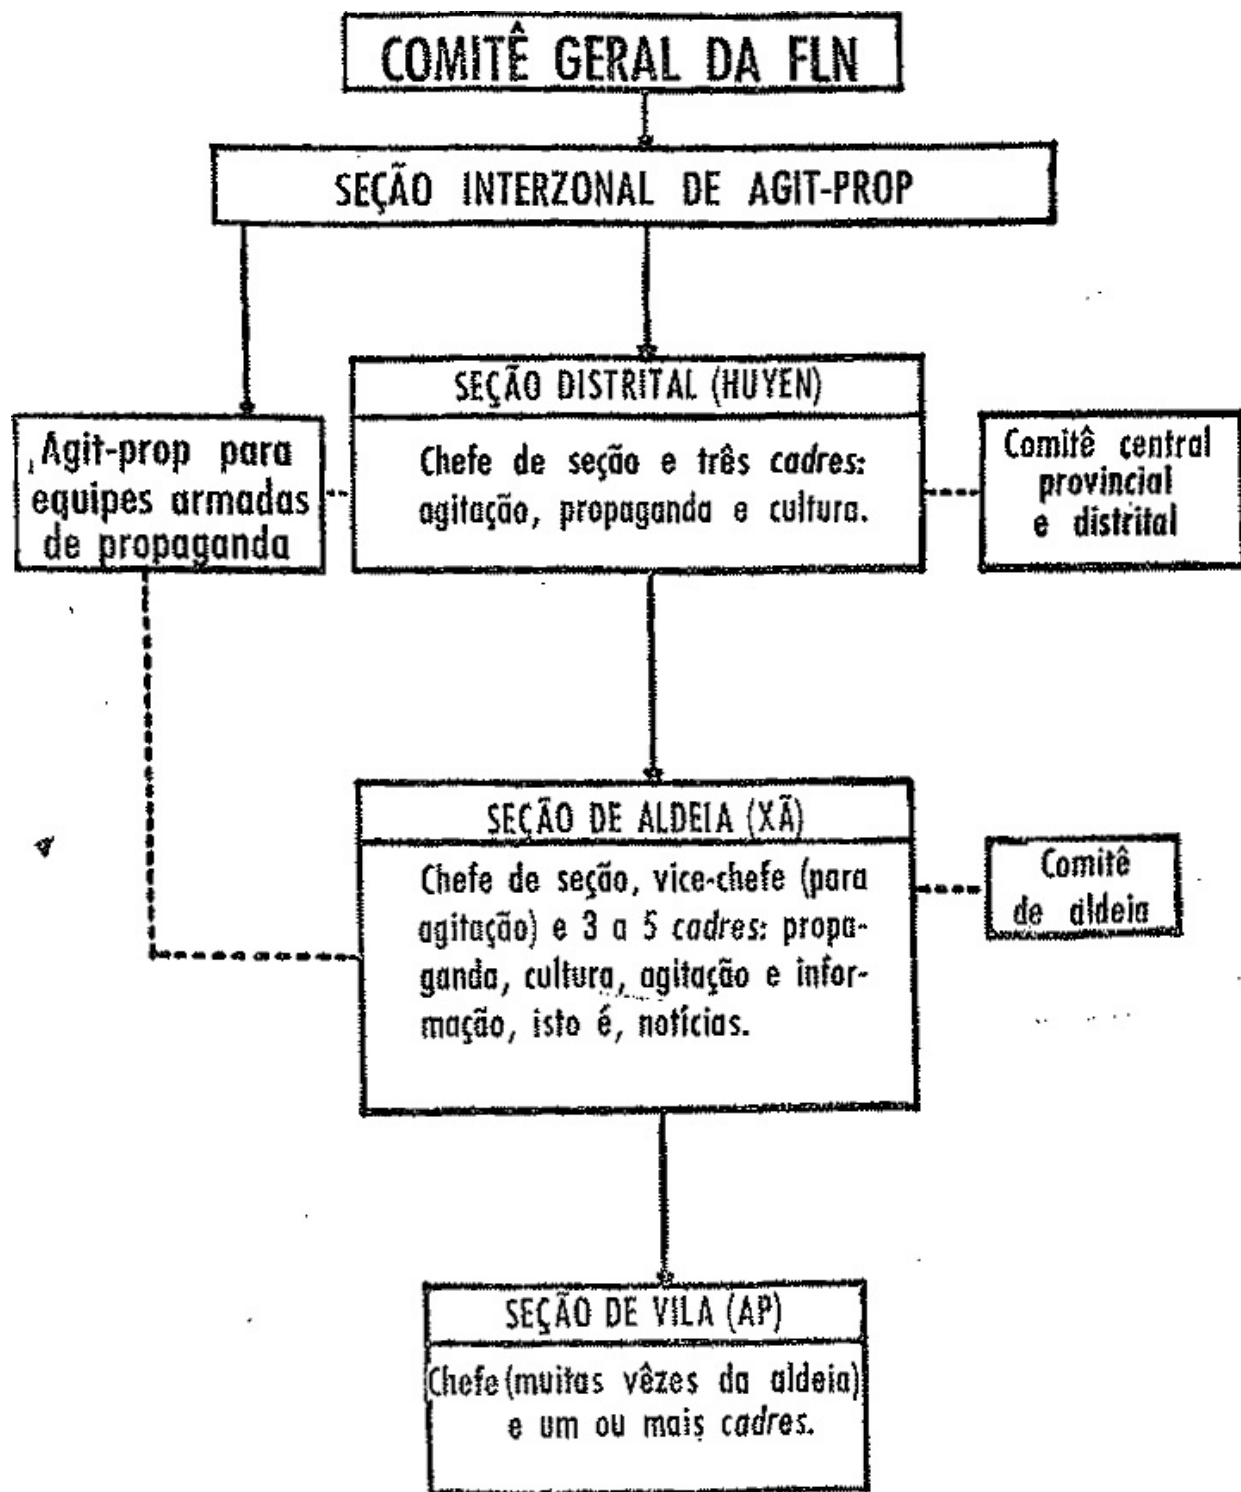 COMITÊ GERAL DA FLN
SEÇÃO INTERZONAL DE AGIT-PROP
SEÇÃO DISTRITAL (HUYEN)
Chefe de seção e três cadres:
agitação, propaganda e cultura.
Agit-prop para
equipes armadas
de propaganda
Comitê central
provincial
e distrital
SEÇÃO DE ALDEIA (XÃ)
Chefe de seção, vice-chefe (para
agitação) e 3 a 5 cadres: propa-
ganda, cultura, agitação e infor-
mação, isto é, notícias.
Comitê
de aldeia
SEÇÃO DE VILA (AP)
Chefe (muitas vêzes da aldeia)
e um ou mais cadres.